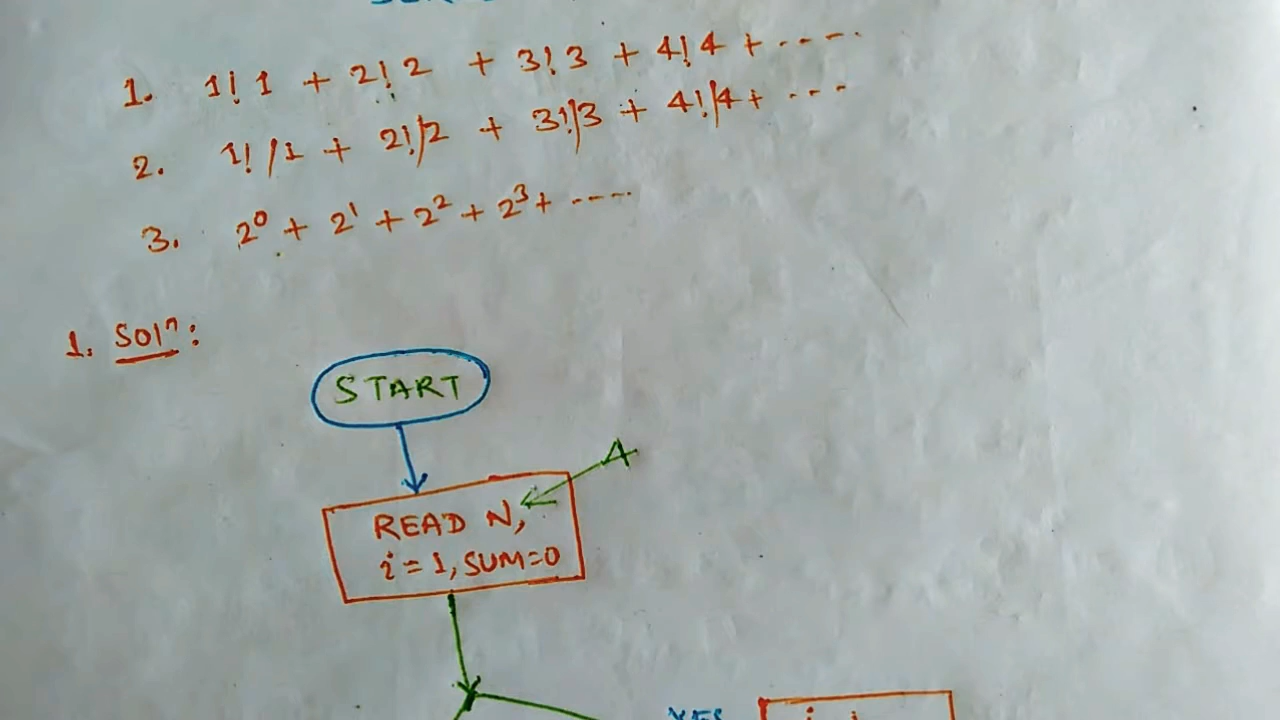 1. 1! 1 + 2! 2 + 3! 3 + 4! 4 + .....
2. 1! / 1 + 2!/2 + 3!/3 + 4!/4 + ....
3. 2⁰ + 2¹ + 2² + 2³ + .....
1. Solⁿ:
START
4
READ N,
i = 1, SUM=0
YES